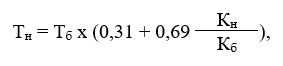 Тн = Тб х (0,31 + 0,69 Кн / Кб),